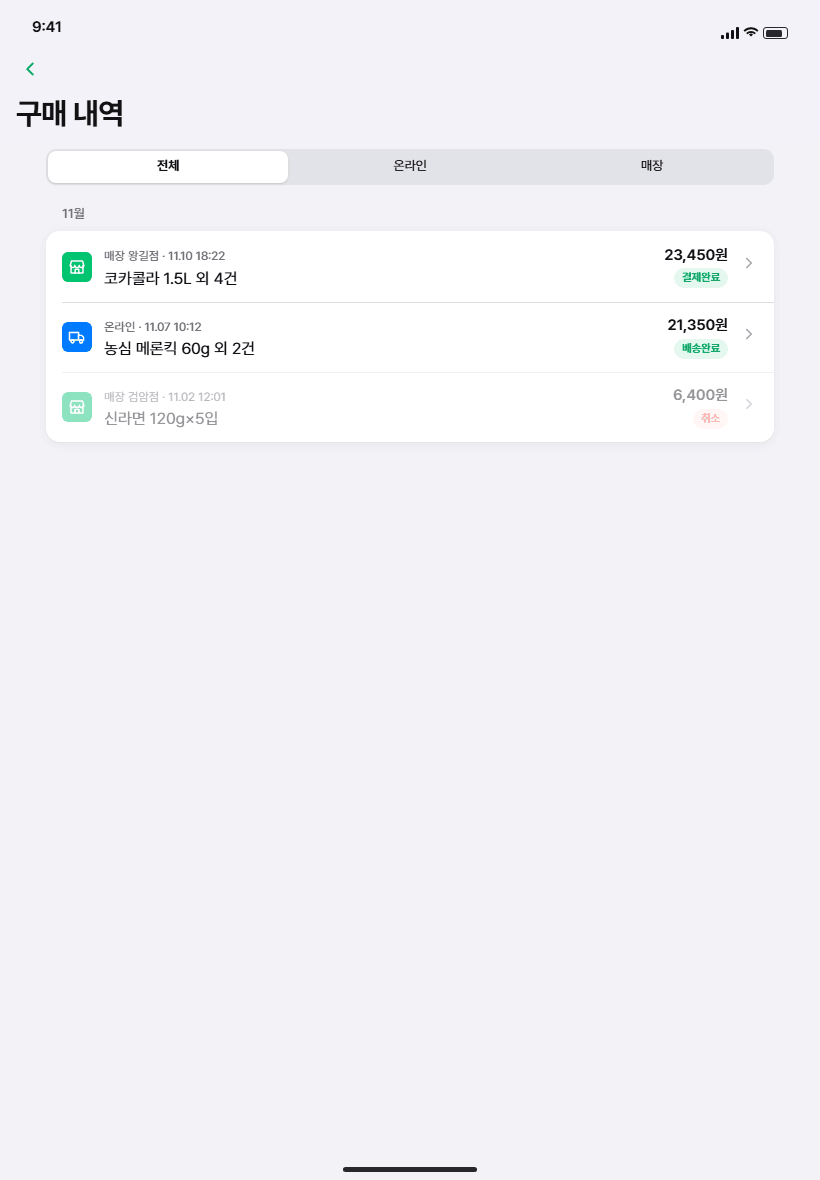 9:41
구매 내역
전체
온라인
매장
11월
매장 왕길점 · 11.10 18:22
코카콜라 1.5L 외 4건
23,450원
결제완료
온라인 · 11.07 10:12
농심 메론킥 60g 외 2건
21,350원
배송완료
매장 검암점 · 11.02 12:01
신라면 120g×5입
6,400원
취소